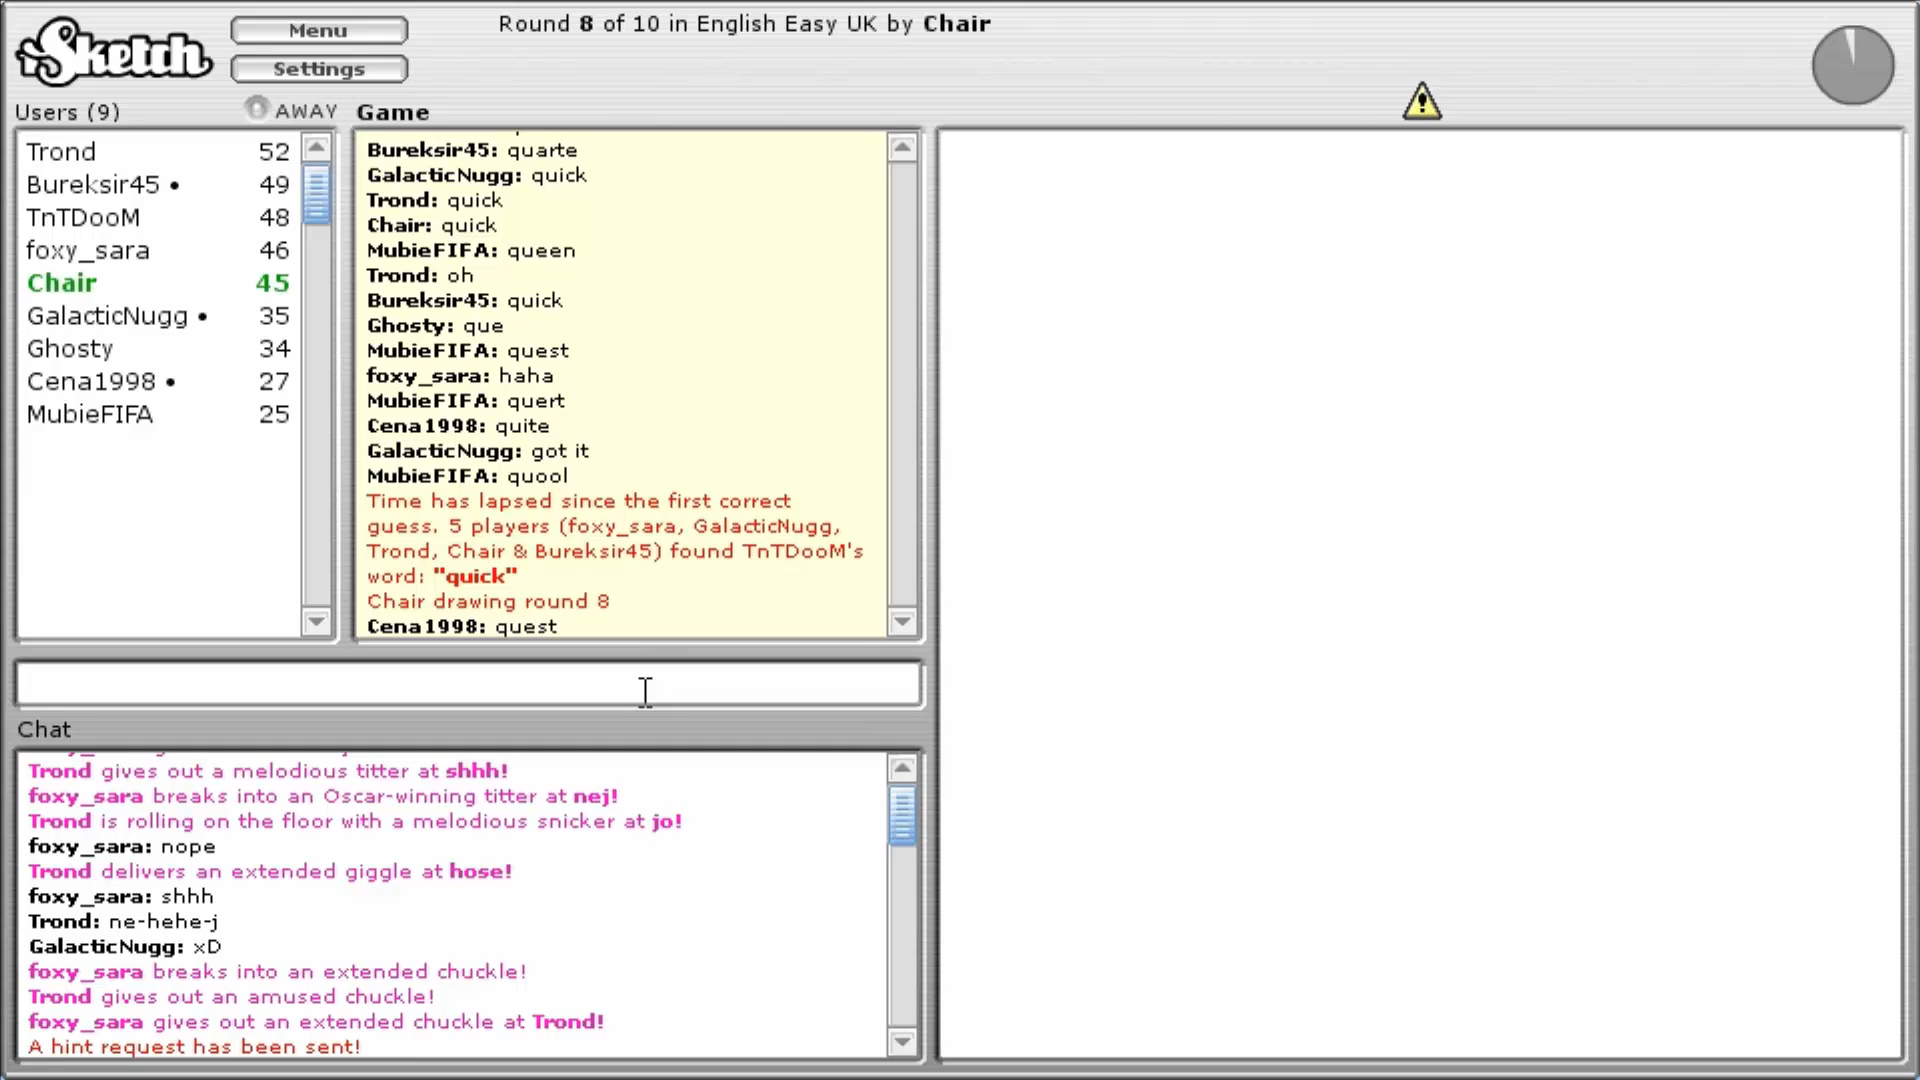 iSketch
Menu
Settings
Round 8 of 10 in English Easy UK by Chair
Users (9)
AWAY
Game
Trond 52
Bureksir45 • 49
TnTDooM 48
foxy_sara 46
Chair 45
GalacticNugg • 35
Ghosty 34
Cena1998 • 27
MubieFIFA 25
Bureksir45: quarte
GalacticNugg: quick
Trond: quick
Chair: quick
MubieFIFA: queen
Trond: oh
Bureksir45: quick
Ghosty: que
MubieFIFA: quest
foxy_sara: haha
MubieFIFA: quert
Cena1998: quite
GalacticNugg: got it
MubieFIFA: quool
Time has lapsed since the first correct
guess. 5 players (foxy_sara, GalacticNugg,
Trond, Chair & Bureksir45) found TnTDooM's
word: "quick"
Chair drawing round 8
Cena1998: quest
Chat
Trond gives out a melodious titter at shhh!
foxy_sara breaks into an Oscar-winning titter at nej!
Trond is rolling on the floor with a melodious snicker at jo!
foxy_sara: nope
Trond delivers an extended giggle at hose!
foxy_sara: shhh
Trond: ne-hehe-j
GalacticNugg: xD
foxy_sara breaks into an extended chuckle!
Trond gives out an amused chuckle!
foxy_sara gives out an extended chuckle at Trond!
A hint request has been sent!